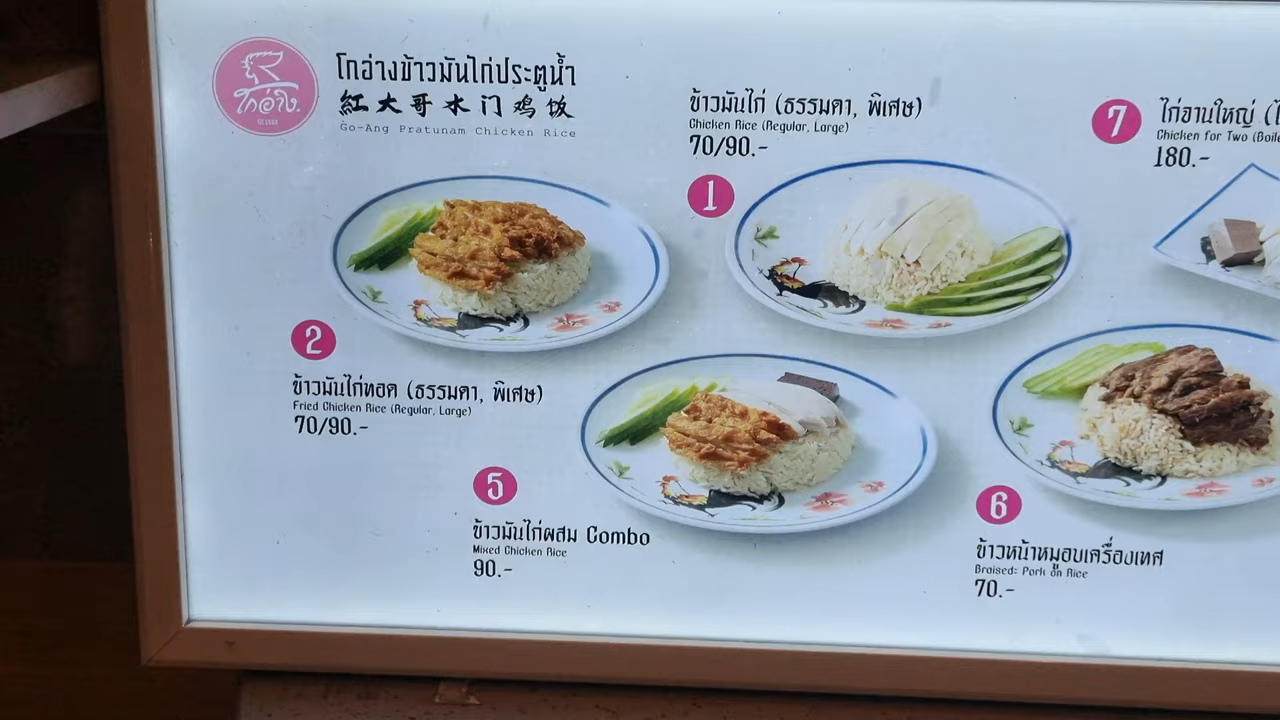 โกอ่าง
โกอ่างข้าวมันไก่ประตูน้ำ
紅大哥水门鸡饭
Go-Ang Pratunam Chicken Rice
ข้าวมันไก่ (ธรรมดา, พิเศษ)
Chicken Rice (Regular, Large)
70/90.-
1
7
ไก่จานใหญ่
Chicken for Two
180.-
2
ข้าวมันไก่ทอด (ธรรมดา, พิเศษ)
Fried Chicken Rice (Regular, Large)
70/90.-
5
ข้าวมันไก่ผสม Combo
Mixed Chicken Rice
90.-
6
ข้าวหน้าหมูอบเครื่องเทศ
Braised: Pork on Rice
70.-